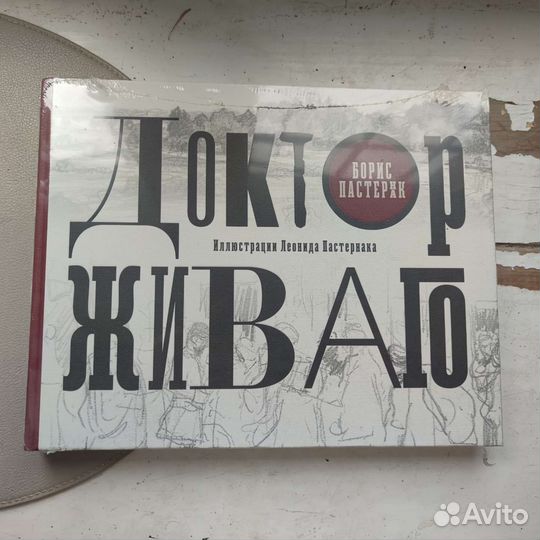 ДОКТОР
БОРИС
ПАСТЕРНАК
Иллюстрации Леонида Пастернака
ЖИВАГО
Avito